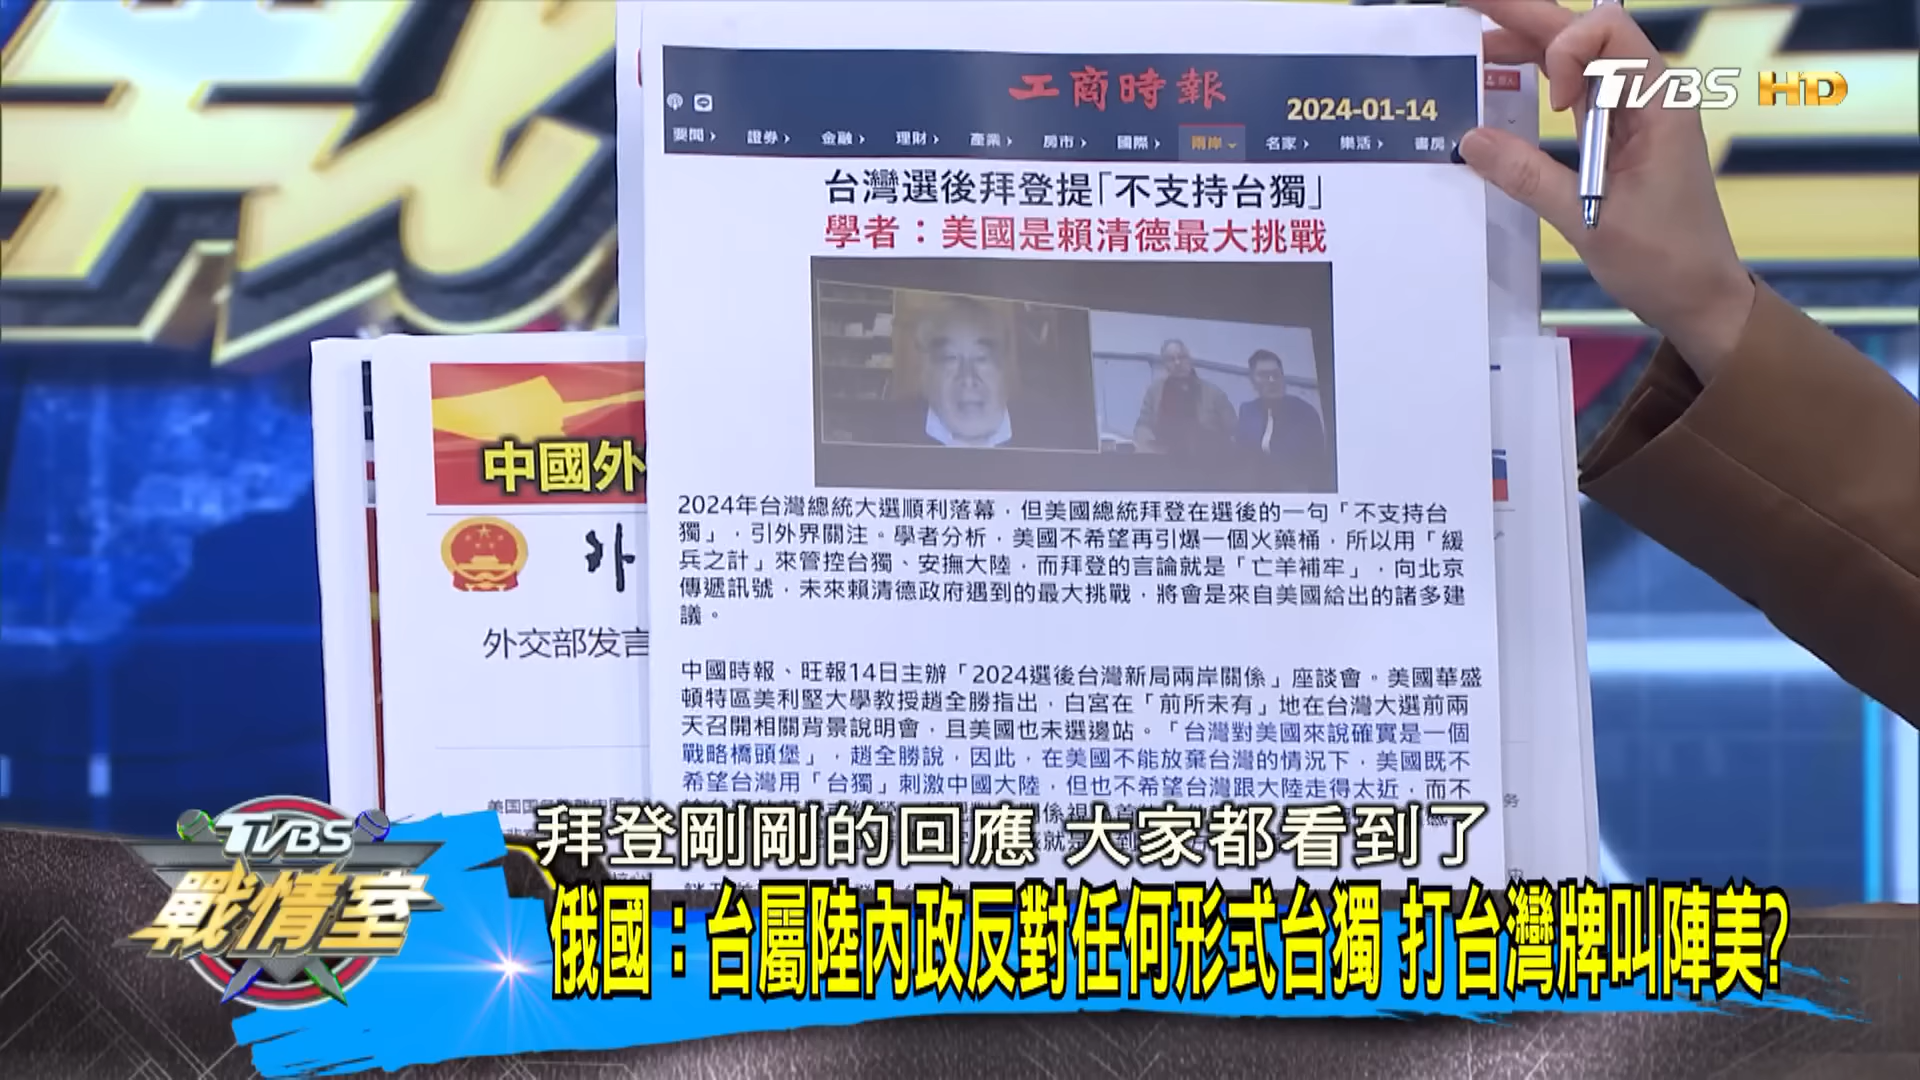 TVBS HD
工商時報
2024-01-14
要聞 證券 金融 理財 產業 房市 國際 兩岸 名家 樂活 書房
台灣選後拜登提「不支持台獨」
學者：美國是賴清德最大挑戰
2024年台灣總統大選順利落幕，但美國總統拜登在選後的一句「不支持台
獨」，引外界關注。學者分析，美國不希望再引爆一個火藥桶，所以用「緩
兵之計」來管控台獨、安撫大陸，而拜登的言論就是「亡羊補牢」，向北京
傳遞訊號，未來賴清德政府遇到的最大挑戰，將會是來自美國給出的諸多建
議。
中國時報、旺報14日主辦「2024選後台灣新局兩岸關係」座談會。美國華盛
頓特區美利堅大學教授趙全勝指出，白宮在「前所未有」地在台灣大選前兩
天召開相關背景說明會，且美國也未選邊站。「台灣對美國來說確實是一個
戰略橋頭堡」，趙全勝說，因此，在美國不能放棄台灣的情況下，美國既不
希望台灣用「台獨」刺激中國大陸，但也不希望台灣跟大陸走得太近，而不
中國外
外交部发言
拜登剛剛的回應 大家都看到了
TVBS
戰情室
俄國：台屬陸內政反對任何形式台獨 打台灣牌叫陣美?